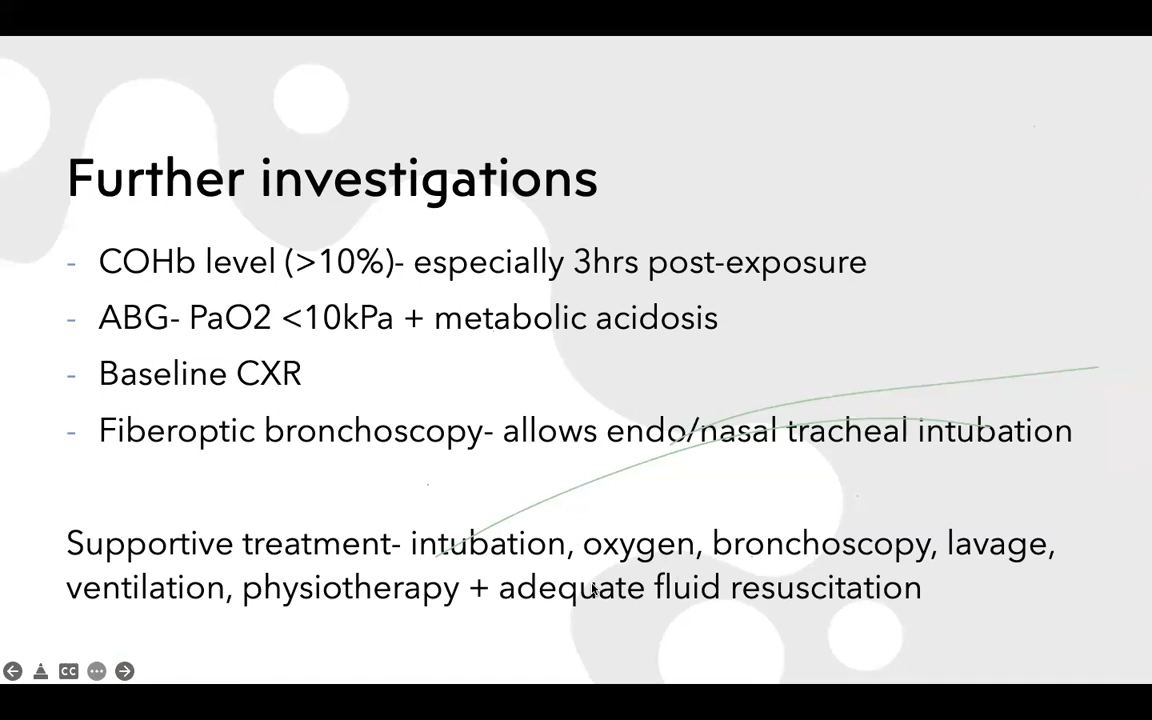 Further investigations
- COHb level (>10%)- especially 3hrs post-exposure
- ABG- PaO2 <10kPa + metabolic acidosis
- Baseline CXR
- Fiberoptic bronchoscopy- allows endo/nasal tracheal intubation
Supportive treatment- intubation, oxygen, bronchoscopy, lavage,
ventilation, physiotherapy + adequate fluid resuscitation
CC